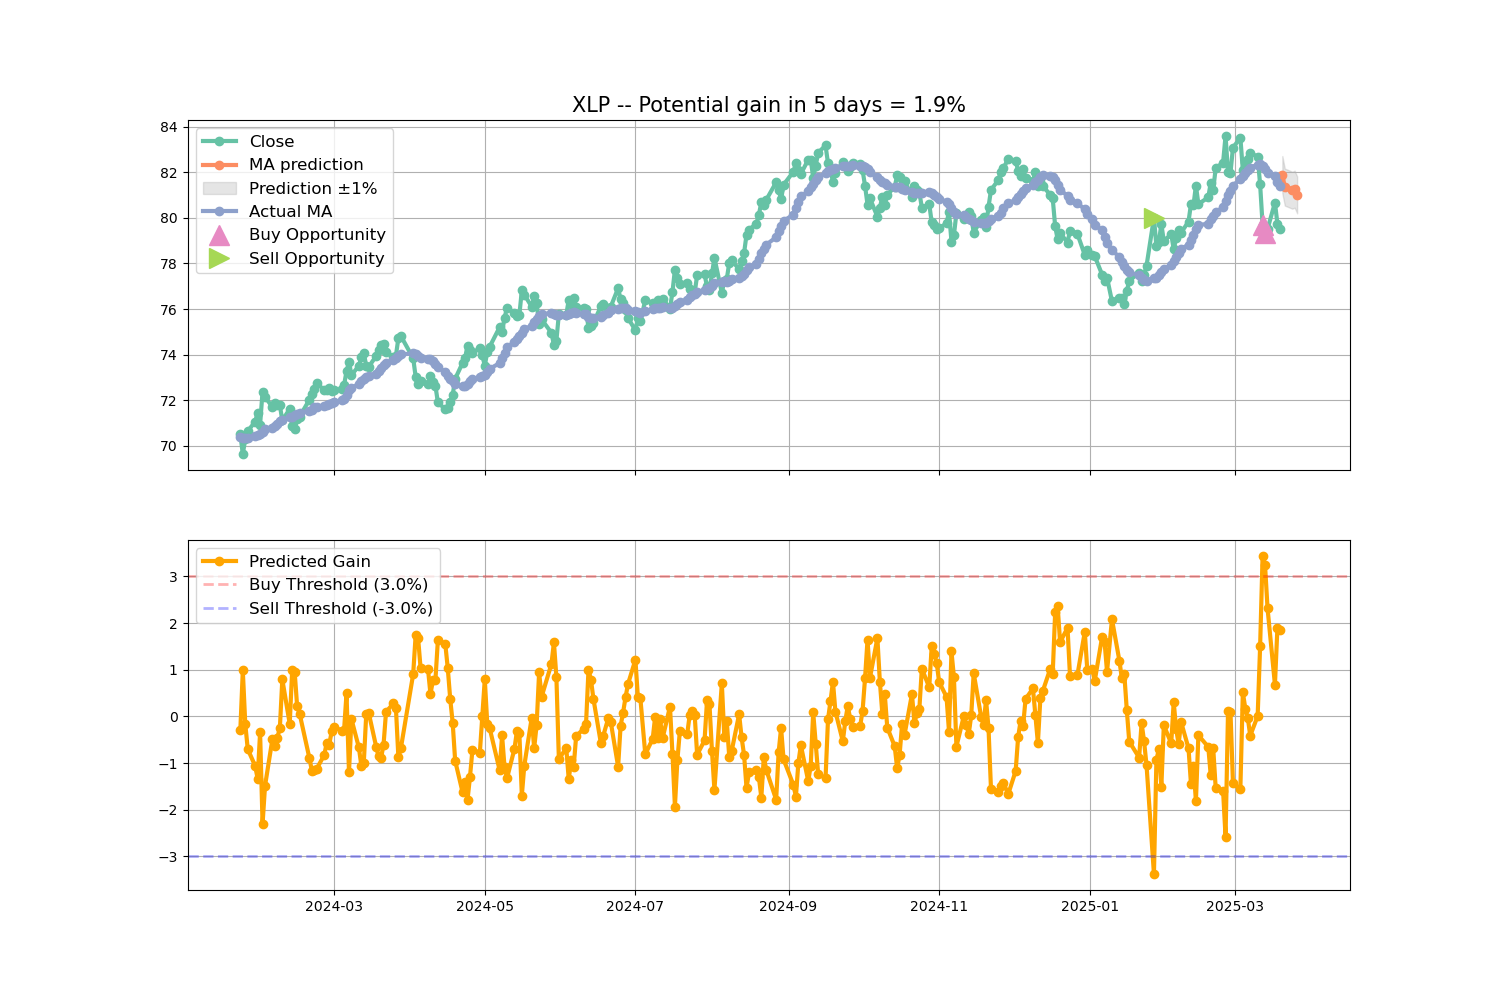 XLP -- Potential gain in 5 days = 1.9%
84
82
80
78
76
74
72
70
Close
MA prediction
Prediction ±1%
Actual MA
Buy Opportunity
Sell Opportunity
3
2
1
0
−1
−2
−3
Predicted Gain
Buy Threshold (3.0%)
Sell Threshold (-3.0%)
2024-03
2024-05
2024-07
2024-09
2024-11
2025-01
2025-03